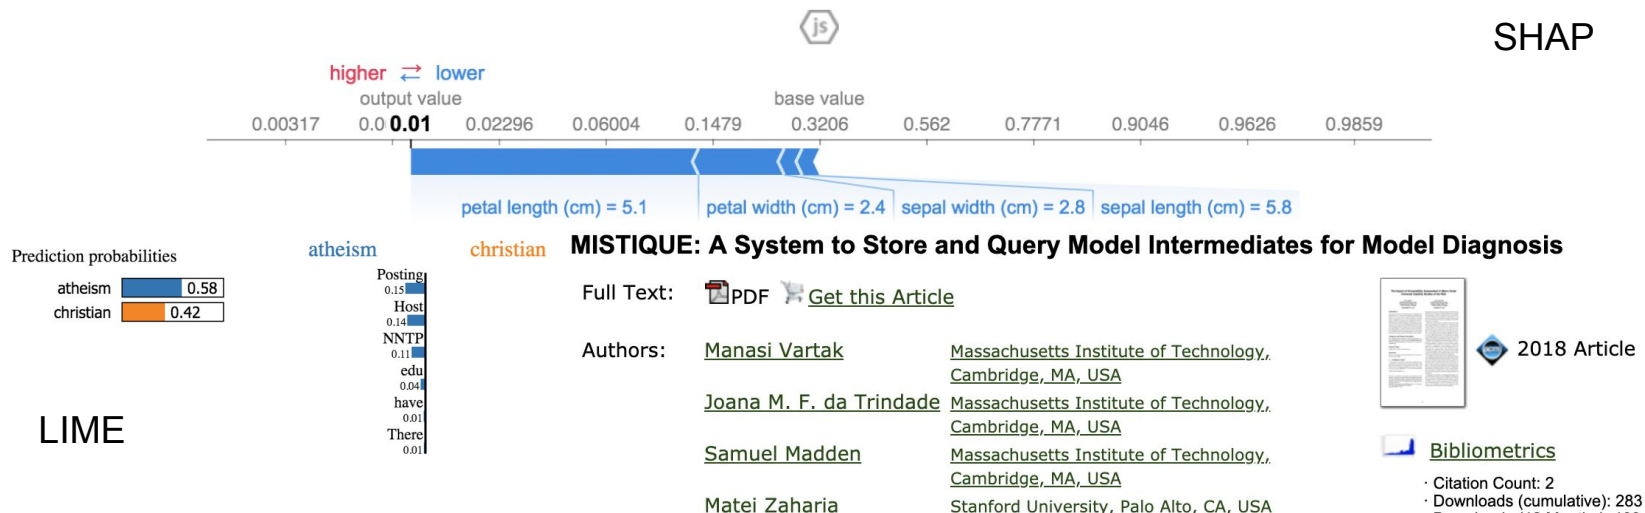 js
SHAP
higher lower
output value base value
0.00317 0.0 0.01 0.02296 0.06004 0.1479 0.3206 0.562 0.7771 0.9046 0.9626 0.9859
petal length (cm) = 5.1 petal width (cm) = 2.4 sepal width (cm) = 2.8 sepal length (cm) = 5.8
Prediction probabilities
atheism 0.58
christian 0.42
atheism christian
Posting
0.15
Host
0.14
NNTP
0.11
edu
0.04
have
0.01
There
0.01
LIME
MISTIQUE: A System to Store and Query Model Intermediates for Model Diagnosis
Full Text: PDF Get this Article
Authors: Manasi Vartak Massachusetts Institute of Technology,
Cambridge, MA, USA
Joana M. F. da Trindade Massachusetts Institute of Technology,
Cambridge, MA, USA
Samuel Madden Massachusetts Institute of Technology,
Cambridge, MA, USA
Matei Zaharia Stanford University, Palo Alto, CA, USA
2018 Article
Bibliometrics
· Citation Count: 2
· Downloads (cumulative): 283